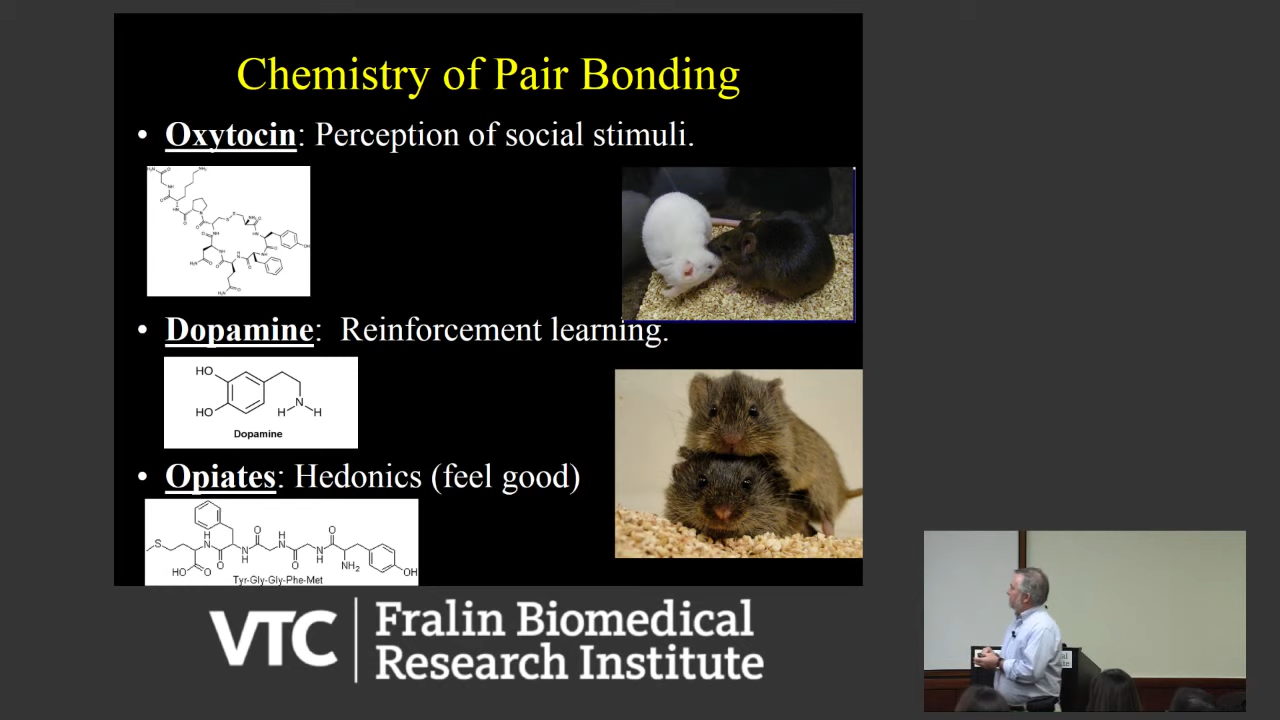 Chemistry of Pair Bonding
• Oxytocin: Perception of social stimuli.
• Dopamine: Reinforcement learning.
HO
HO
N
H H
Dopamine
• Opiates: Hedonics (feel good)
S
H
N
O
N
H
O
H
N
O
N
H
O
HO
O
NH₂
OH
Tyr-Gly-Gly-Phe-Met
VTC
Fralin Biomedical
Research Institute